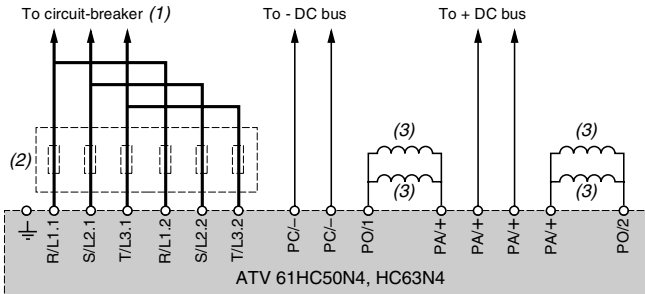 To circuit-breaker (1)
To - DC bus
To + DC bus
(2)
(3)
(3)
(3)
(3)
R/L1.1
S/L2.1
T/L3.1
R/L1.2
S/L2.2
T/L3.2
PC/–
PC/–
PO/1
PA/+
PA/+
PA/+
PA/+
PO/2
ATV 61HC50N4, HC63N4